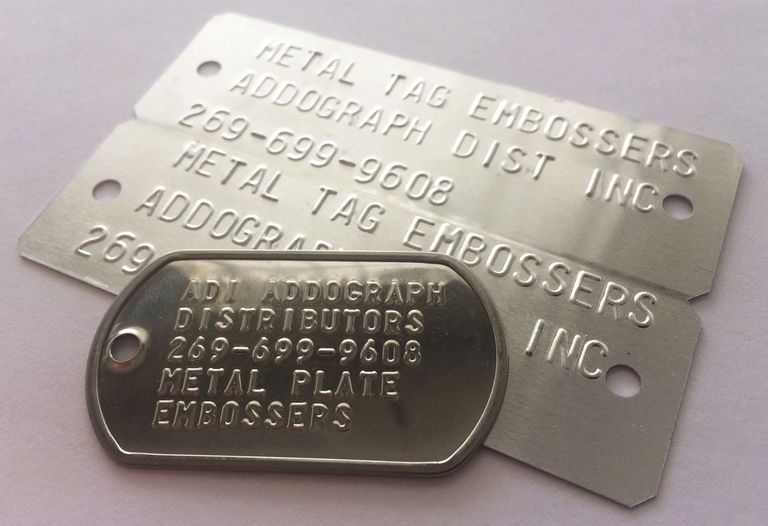 METAL TAG EMBOSSERS
ADDOGRAPH DIST INC
269-699-9608
METAL TAG EMBOSSERS
ADDOGRAPH INC
269
ADI ADDOGRAPH
DISTRIBUTORS
269-699-9608
METAL PLATE
EMBOSSERS